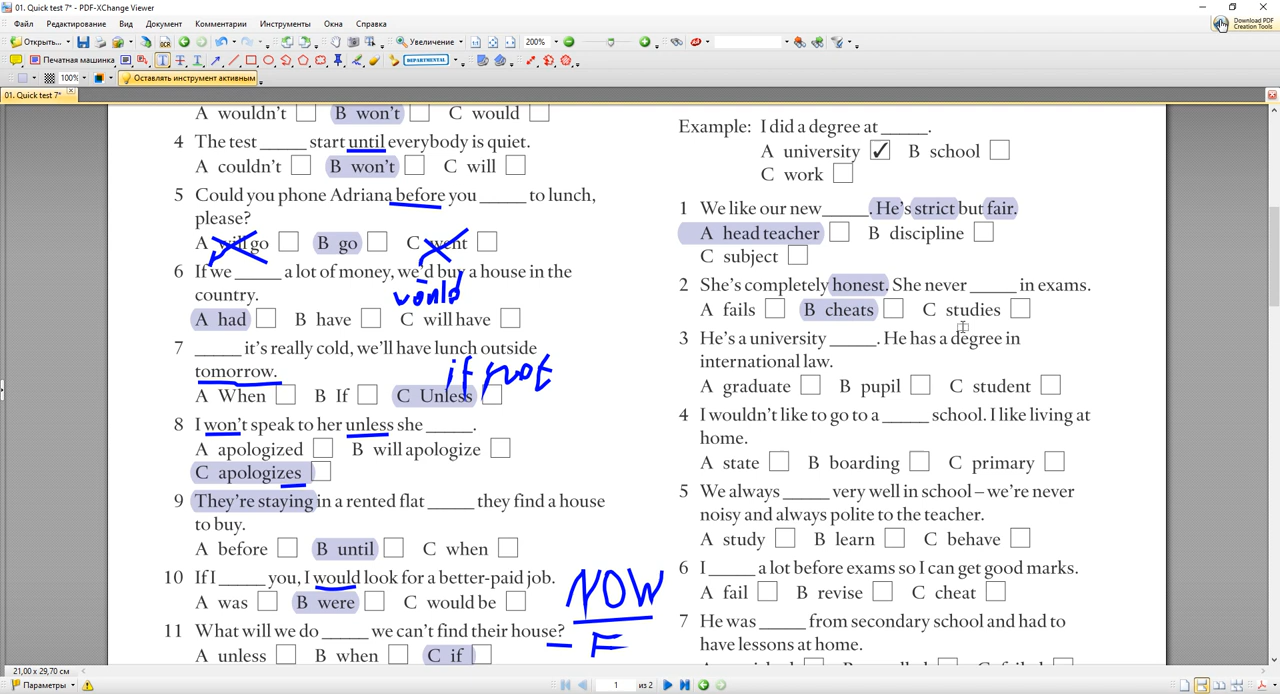 01. Quick test 7* - PDF-XChange Viewer
Файл Редактирование Вид Документ Комментарии Инструменты Окна Справка
Открыть... OCR Увеличение 200%
Download PDF Creation Tools
Печатная машинка DEPARTMENTAL
100% Оставлять инструмент активным
01. Quick test 7*
A wouldn't B won't C would
4 The test _____ start until everybody is quiet.
A couldn't B won't C will
5 Could you phone Adriana before you _____ to lunch,
please?
A will go B go C went
6 If we _____ a lot of money, we'd buy a house in the
country.
would
A had B have C will have
7 _____ it's really cold, we'll have lunch outside
tomorrow.
if not
A When B If C Unless
8 I won't speak to her unless she _____.
A apologized B will apologize
C apologizes
9 They're staying in a rented flat _____ they find a house
to buy.
A before B until C when
10 If I _____ you, I would look for a better-paid job.
A was B were C would be
NOW
11 What will we do _____ we can't find their house?
F
A unless B when C if
Example: I did a degree at _____.
A university ✓ B school
C work
1 We like our new_____. He's strict but fair.
A head teacher B discipline
C subject
2 She's completely honest. She never _____ in exams.
A fails B cheats C studies
3 He's a university _____. He has a degree in
international law.
A graduate B pupil C student
4 I wouldn't like to go to a _____ school. I like living at
home.
A state B boarding C primary
5 We always _____ very well in school – we're never
noisy and always polite to the teacher.
A study B learn C behave
6 I _____ a lot before exams so I can get good marks.
A fail B revise C cheat
7 He was _____ from secondary school and had to
have lessons at home.
21,00 x 29,70 см
Параметры 1 из 2